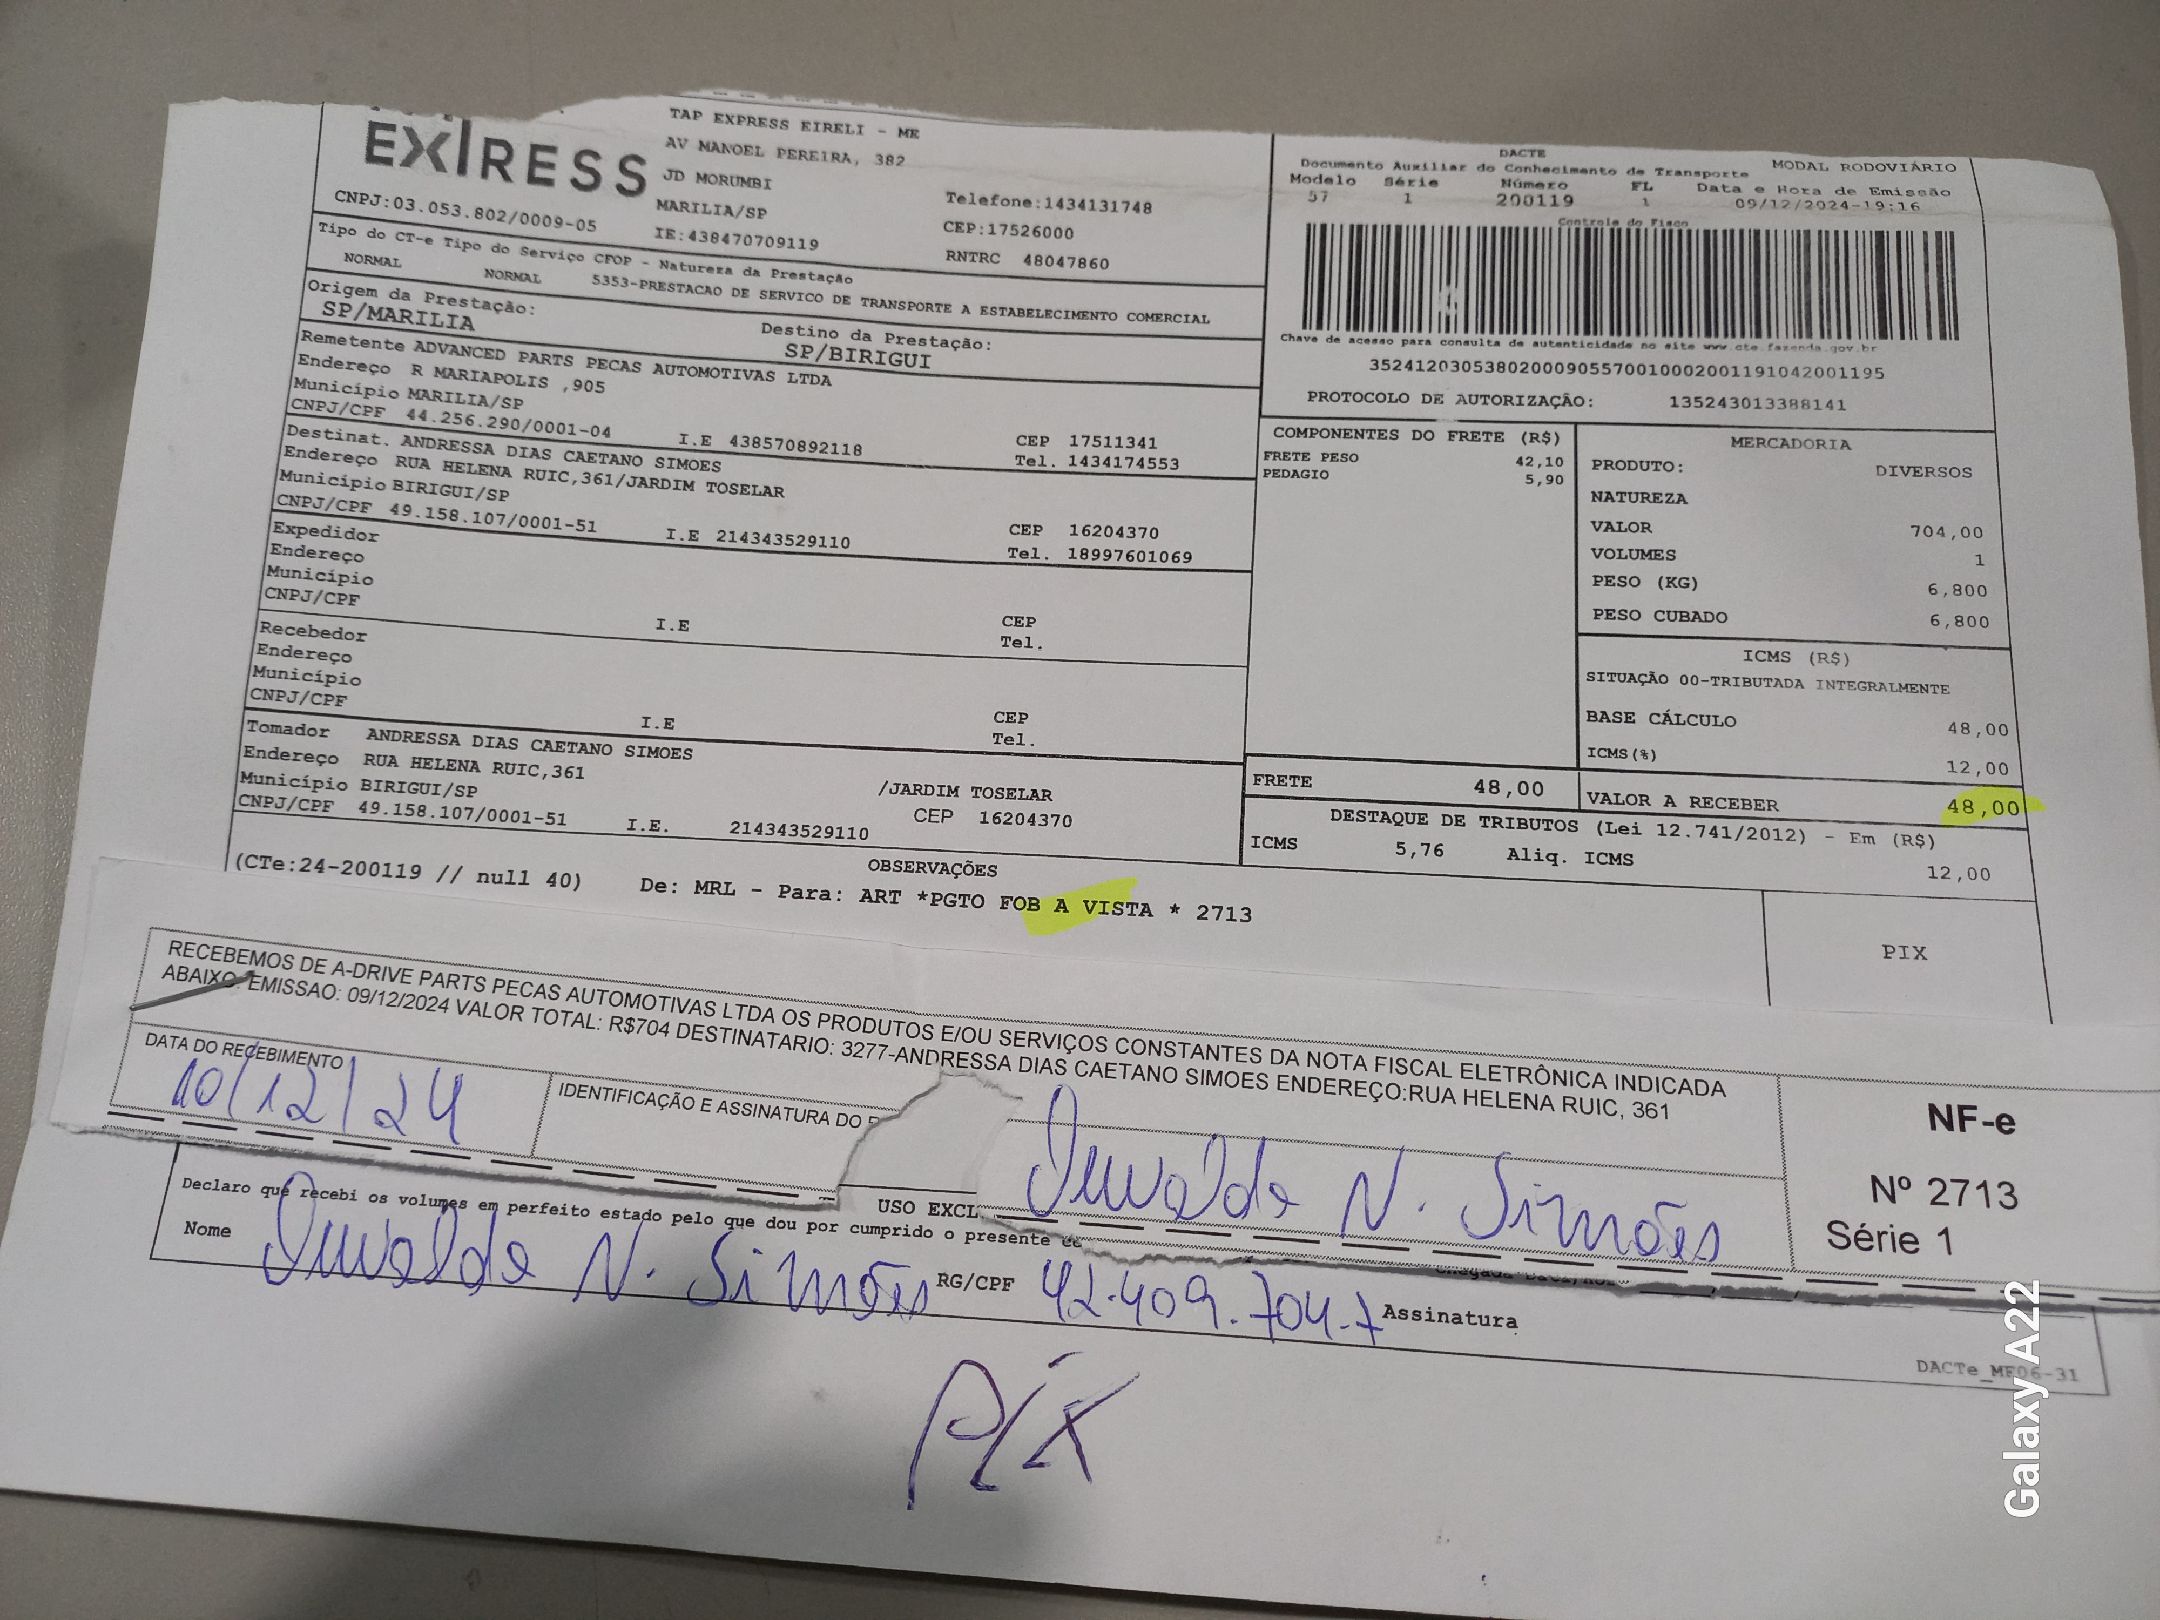 EXPRESS
CNPJ:03.053.802/0009-05
TAP EXPRESS EIRELI - ME
AV MANOEL PEREIRA, 382
JD MORUMBI
MARILIA/SP
IE:438470709119
Telefone:1434131748
CEP:17526000
RNTRC 48047860
DACTE
MODAL RODOVIÁRIO
Documento Auxiliar do Conhecimento de Transporte
Modelo Série Número FL Data e Hora de Emissão
57 1 200119 1 09/12/2024-19:16
Controle do Fisco
Chave de acesso para consulta de autenticidade no site www.cte.fazenda.gov.br
35241203053802000905570010002001191042001195
PROTOCOLO DE AUTORIZAÇÃO: 135243013388141
Tipo do CT-e Tipo do Serviço CFOP - Natureza da Prestação
NORMAL NORMAL 5353-PRESTACAO DE SERVICO DE TRANSPORTE A ESTABELECIMENTO COMERCIAL
Origem da Prestação: Destino da Prestação:
SP/MARILIA SP/BIRIGUI
Remetente ADVANCED PARTS PECAS AUTOMOTIVAS LTDA
Endereço R MARIAPOLIS ,905
Município MARILIA/SP CEP 17511341
CNPJ/CPF 44.256.290/0001-04 I.E 438570892118 Tel. 1434174553
Destinat. ANDRESSA DIAS CAETANO SIMOES
Endereço RUA HELENA RUIC,361/JARDIM TOSELAR
Município BIRIGUI/SP CEP 16204370
CNPJ/CPF 49.158.107/0001-51 I.E 214343529110 Tel. 18997601069
Expedidor
Endereço
Município CEP
CNPJ/CPF I.E Tel.
Recebedor
Endereço
Município CEP
CNPJ/CPF I.E Tel.
Tomador ANDRESSA DIAS CAETANO SIMOES
Endereço RUA HELENA RUIC,361 /JARDIM TOSELAR
Município BIRIGUI/SP CEP 16204370
CNPJ/CPF 49.158.107/0001-51 I.E. 214343529110
COMPONENTES DO FRETE (R$)
FRETE PESO 42,10
PEDAGIO 5,90
MERCADORIA
PRODUTO: DIVERSOS
NATUREZA
VALOR 704,00
VOLUMES 1
PESO (KG) 6,800
PESO CUBADO 6,800
ICMS (R$)
SITUAÇÃO 00-TRIBUTADA INTEGRALMENTE
BASE CÁLCULO 48,00
ICMS(%) 12,00
FRETE 48,00 VALOR A RECEBER 48,00
DESTAQUE DE TRIBUTOS (Lei 12.741/2012) - Em (R$)
ICMS 5,76 Aliq. ICMS 12,00
OBSERVAÇÕES
(CTe:24-200119 // null 40) De: MRL - Para: ART *PGTO FOB A VISTA * 2713
PIX
RECEBEMOS DE A-DRIVE PARTS PECAS AUTOMOTIVAS LTDA OS PRODUTOS E/OU SERVIÇOS CONSTANTES DA NOTA FISCAL ELETRÔNICA INDICADA
ABAIXO. EMISSAO: 09/12/2024 VALOR TOTAL: R$704 DESTINATARIO: 3277-ANDRESSA DIAS CAETANO SIMOES ENDEREÇO:RUA HELENA RUIC, 361
DATA DO RECEBIMENTO
10/12/24
IDENTIFICAÇÃO E ASSINATURA DO
N. Simões
NF-e
Nº 2713
Série 1
USO EXCL
Declaro que recebi os volumes em perfeito estado pelo que dou por cumprido o presente
Nome N. Simões RG/CPF 42.409.704-7 Assinatura
DACTe_MF06-31
PIX
Galaxy A22